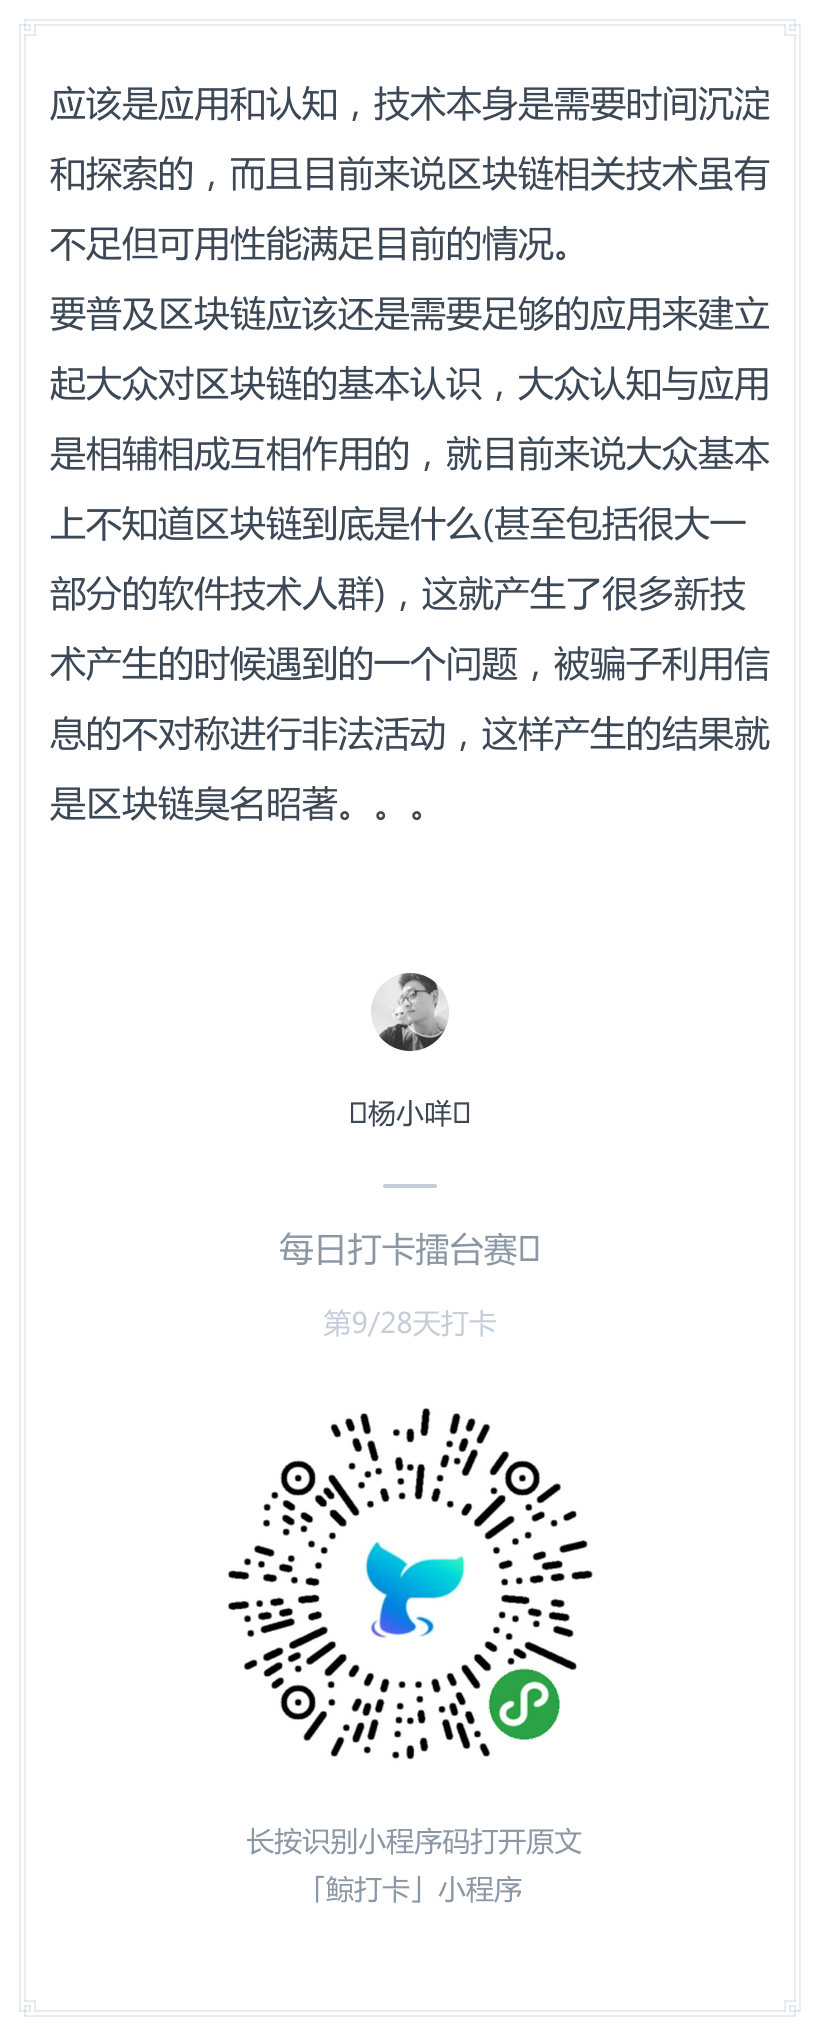 应该是应用和认知，技术本身是需要时间沉淀
和探索的，而且目前来说区块链相关技术虽有
不足但可用性能满足目前的情况。
要普及区块链应该还是需要足够的应用来建立
起大众对区块链的基本认识，大众认知与应用
是相辅相成互相作用的，就目前来说大众基本
上不知道区块链到底是什么(甚至包括很大一
部分的软件技术人群)，这就产生了很多新技
术产生的时候遇到的一个问题，被骗子利用信
息的不对称进行非法活动，这样产生的结果就
是区块链臭名昭著。。。
杨小咩
每日打卡擂台赛
第9/28天打卡
长按识别小程序码打开原文
「鲸打卡」小程序